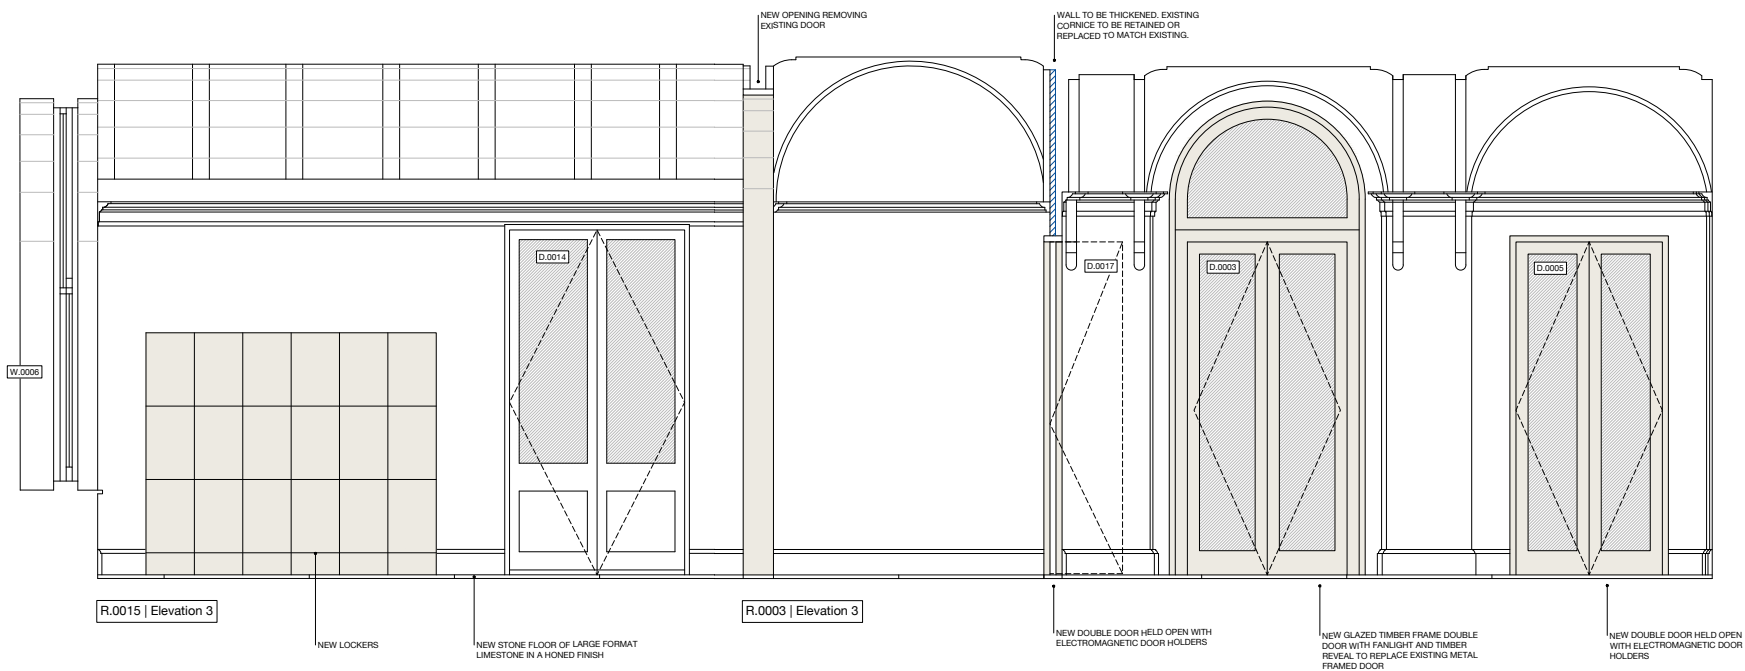 NEW OPENING REMOVING
EXISTING DOOR
WALL TO BE THICKENED. EXISTING
CORNICE TO BE RETAINED OR
REPLACED TO MATCH EXISTING.
D.0014
D.0017
D.0003
D.0005
W.0006
R.0015 | Elevation 3
R.0003 | Elevation 3
NEW LOCKERS
NEW STONE FLOOR OF LARGE FORMAT
LIMESTONE IN A HONED FINISH
NEW DOUBLE DOOR HELD OPEN WITH
ELECTROMAGNETIC DOOR HOLDERS
NEW GLAZED TIMBER FRAME DOUBLE
DOOR WITH FANLIGHT AND TIMBER
REVEAL TO REPLACE EXISTING METAL
FRAMED DOOR
NEW DOUBLE DOOR HELD OPEN
WITH ELECTROMAGNETIC DOOR
HOLDERS